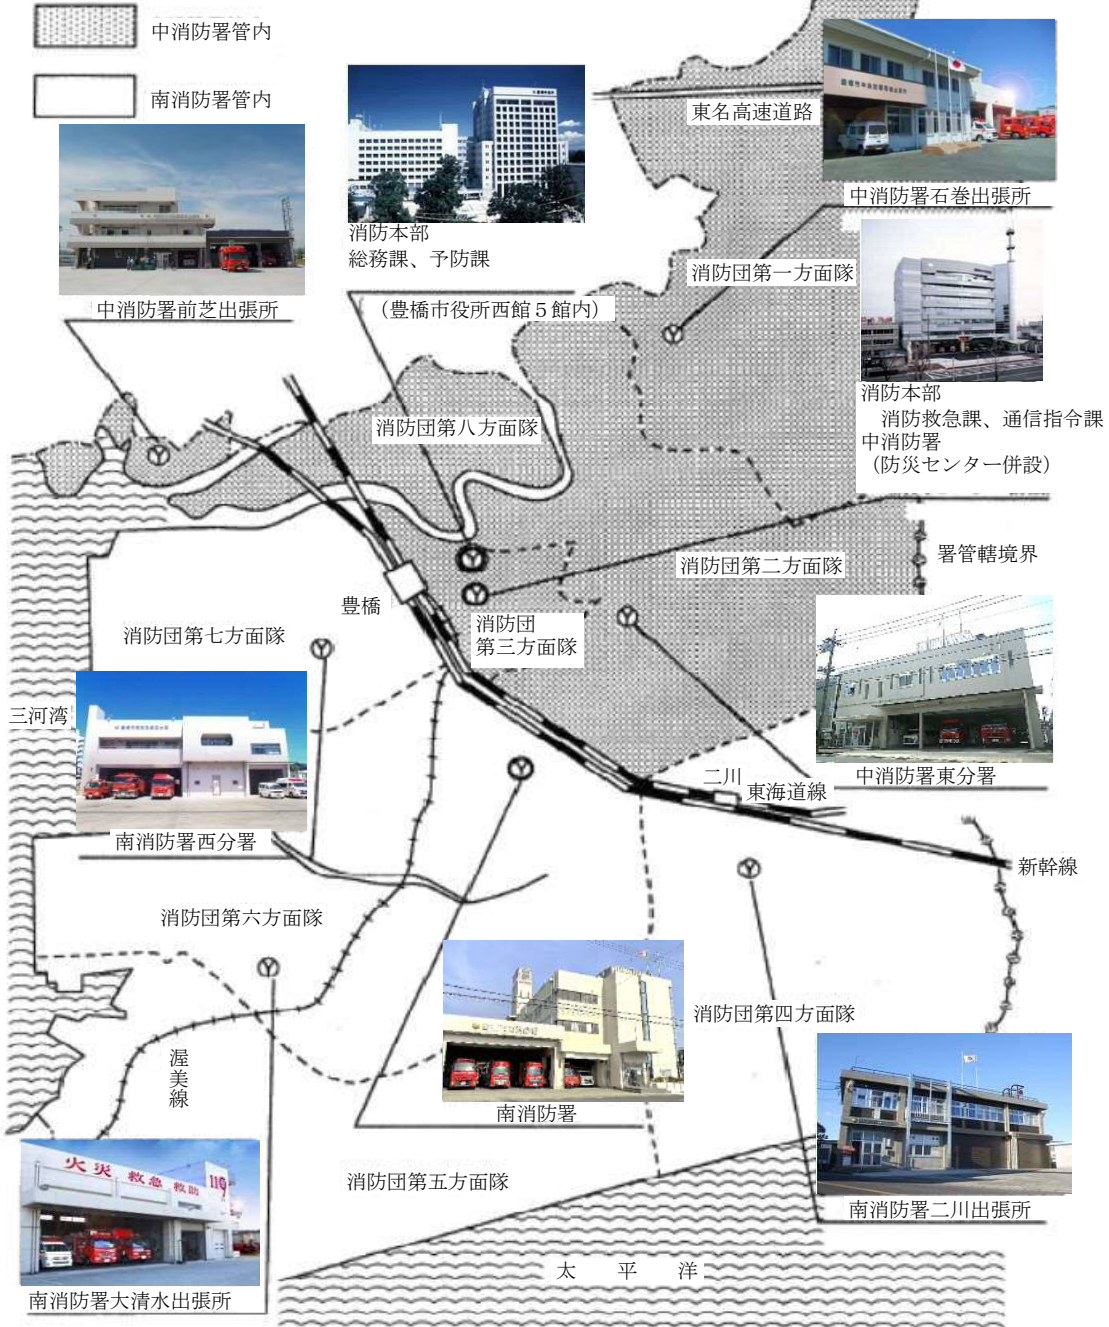 中消防署管内
南消防署管内
東名高速道路
中消防署石巻出張所
消防本部
総務課、予防課
(豊橋市役所西館5館内)
中消防署前芝出張所
消防団第一方面隊
消防本部
消防救急課、通信指令課
中消防署
(防災センター併設)
消防団第八方面隊
署管轄境界
消防団第二方面隊
豊橋
消防団
第三方面隊
消防団第七方面隊
三河湾
中消防署東分署
二川
東海道線
南消防署西分署
新幹線
消防団第六方面隊
消防団第四方面隊
渥美線
南消防署
火災 救急 救助 119
消防団第五方面隊
南消防署二川出張所
太平洋
南消防署大清水出張所